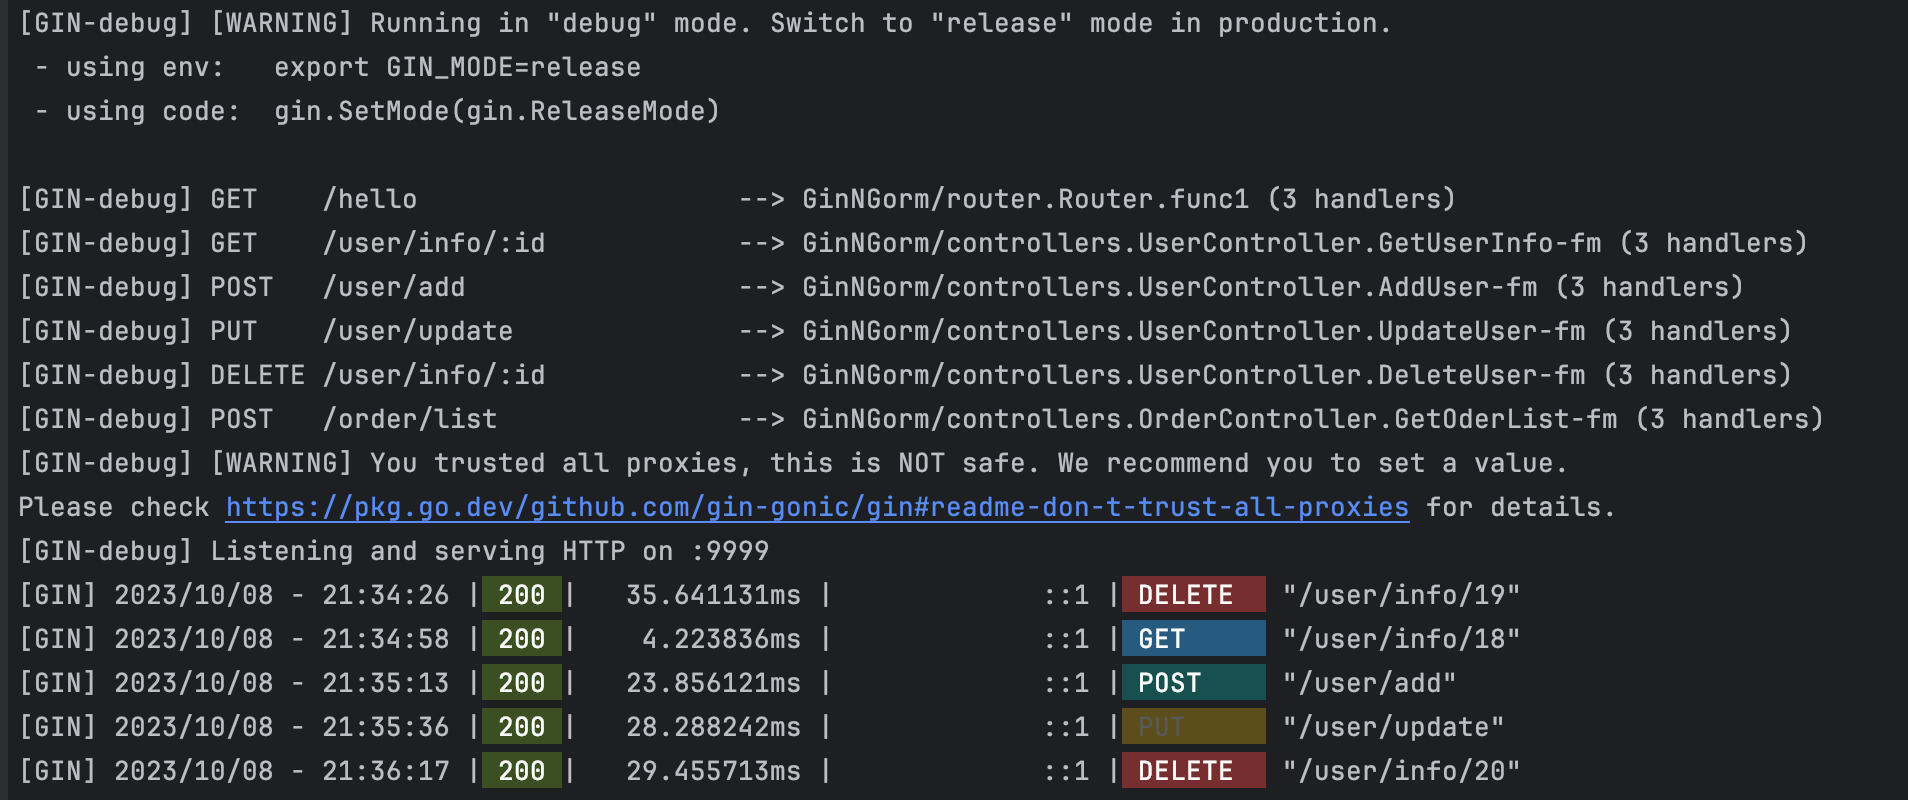 [GIN-debug] [WARNING] Running in "debug" mode. Switch to "release" mode in production.
 - using env:   export GIN_MODE=release
 - using code:  gin.SetMode(gin.ReleaseMode)

[GIN-debug] GET    /hello                    --> GinNGorm/router.Router.func1 (3 handlers)
[GIN-debug] GET    /user/info/:id            --> GinNGorm/controllers.UserController.GetUserInfo-fm (3 handlers)
[GIN-debug] POST   /user/add                 --> GinNGorm/controllers.UserController.AddUser-fm (3 handlers)
[GIN-debug] PUT    /user/update              --> GinNGorm/controllers.UserController.UpdateUser-fm (3 handlers)
[GIN-debug] DELETE /user/info/:id            --> GinNGorm/controllers.UserController.DeleteUser-fm (3 handlers)
[GIN-debug] POST   /order/list               --> GinNGorm/controllers.OrderController.GetOderList-fm (3 handlers)
[GIN-debug] [WARNING] You trusted all proxies, this is NOT safe. We recommend you to set a value.
Please check https://pkg.go.dev/github.com/gin-gonic/gin#readme-don-t-trust-all-proxies for details.
[GIN-debug] Listening and serving HTTP on :9999
[GIN] 2023/10/08 - 21:34:26 | 200 |   35.641131ms |             ::1 | DELETE   "/user/info/19"
[GIN] 2023/10/08 - 21:34:58 | 200 |    4.223836ms |             ::1 | GET      "/user/info/18"
[GIN] 2023/10/08 - 21:35:13 | 200 |   23.856121ms |             ::1 | POST     "/user/add"
[GIN] 2023/10/08 - 21:35:36 | 200 |   28.288242ms |             ::1 | PUT      "/user/update"
[GIN] 2023/10/08 - 21:36:17 | 200 |   29.455713ms |             ::1 | DELETE   "/user/info/20"